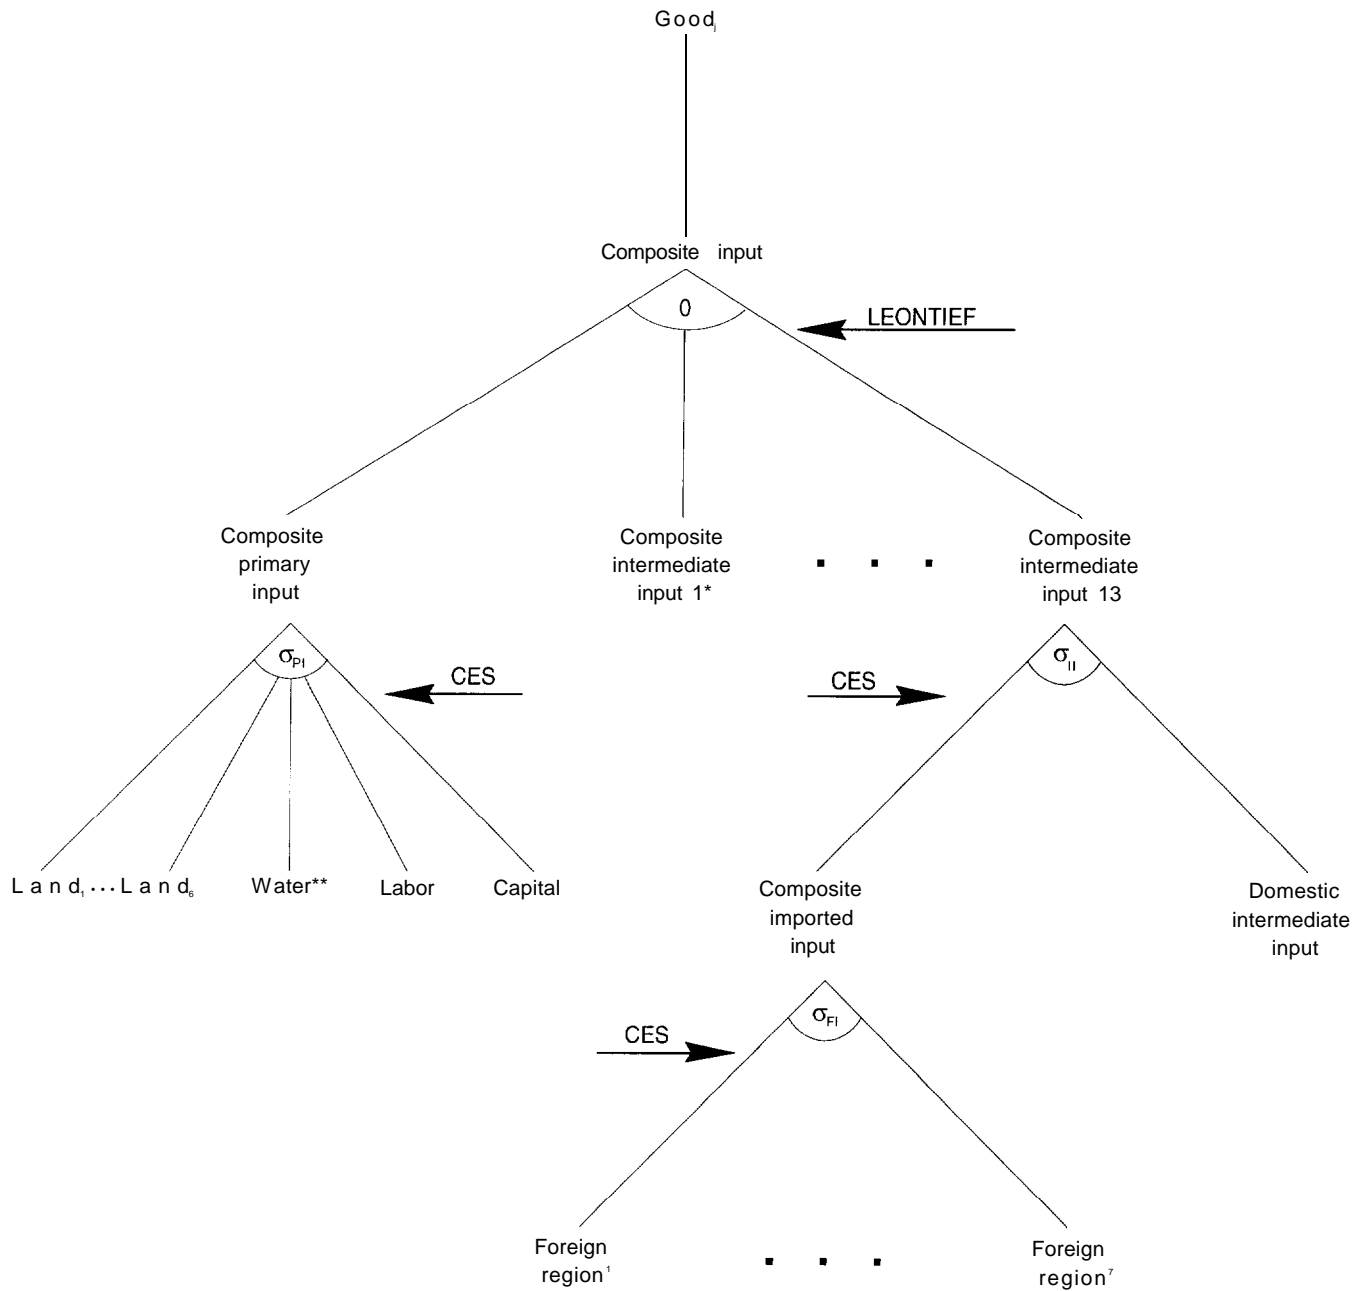 Good j
Composite input
0
LEONTIEF
Composite
primary
input
Composite
intermediate
input 1*
. . .
Composite
intermediate
input 13
σPI
CES
CES
σII
Land1 ... Land6
Water**
Labor
Capital
Composite
imported
input
Domestic
intermediate
input
CES
σFI
Foreign
region1
. . .
Foreign
region7